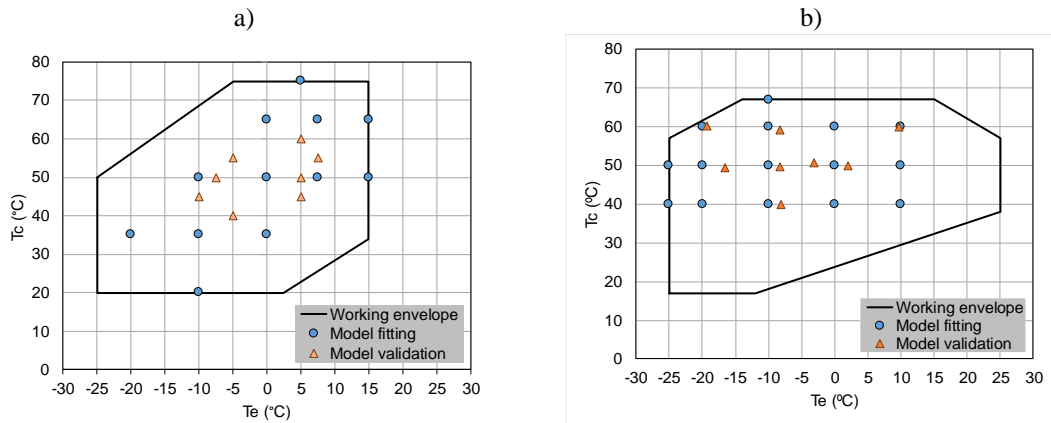 a)
80
70
60
50
40
30
20
10
0
Tc (°C)
-30 -25 -20 -15 -10 -5 0 5 10 15 20 25 30
Te (°C)
Working envelope
Model fitting
Model validation
b)
80
70
60
50
40
30
20
10
0
Tc (ºC)
-30 -25 -20 -15 -10 -5 0 5 10 15 20 25 30
Te (ºC)
Working envelope
Model fitting
Model validation